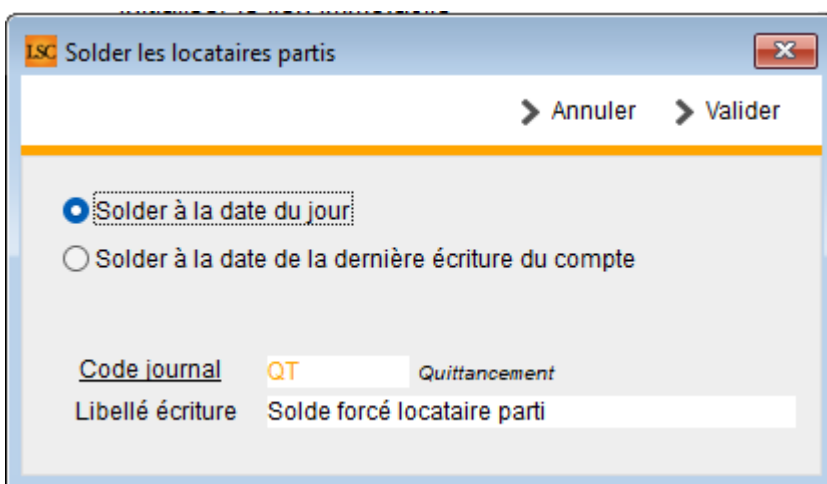 LSC Solder les locataires partis
Annuler Valider
Solder à la date du jour
Solder à la date de la dernière écriture du compte
Code journal QT Quittancement
Libellé écriture Solde forcé locataire parti